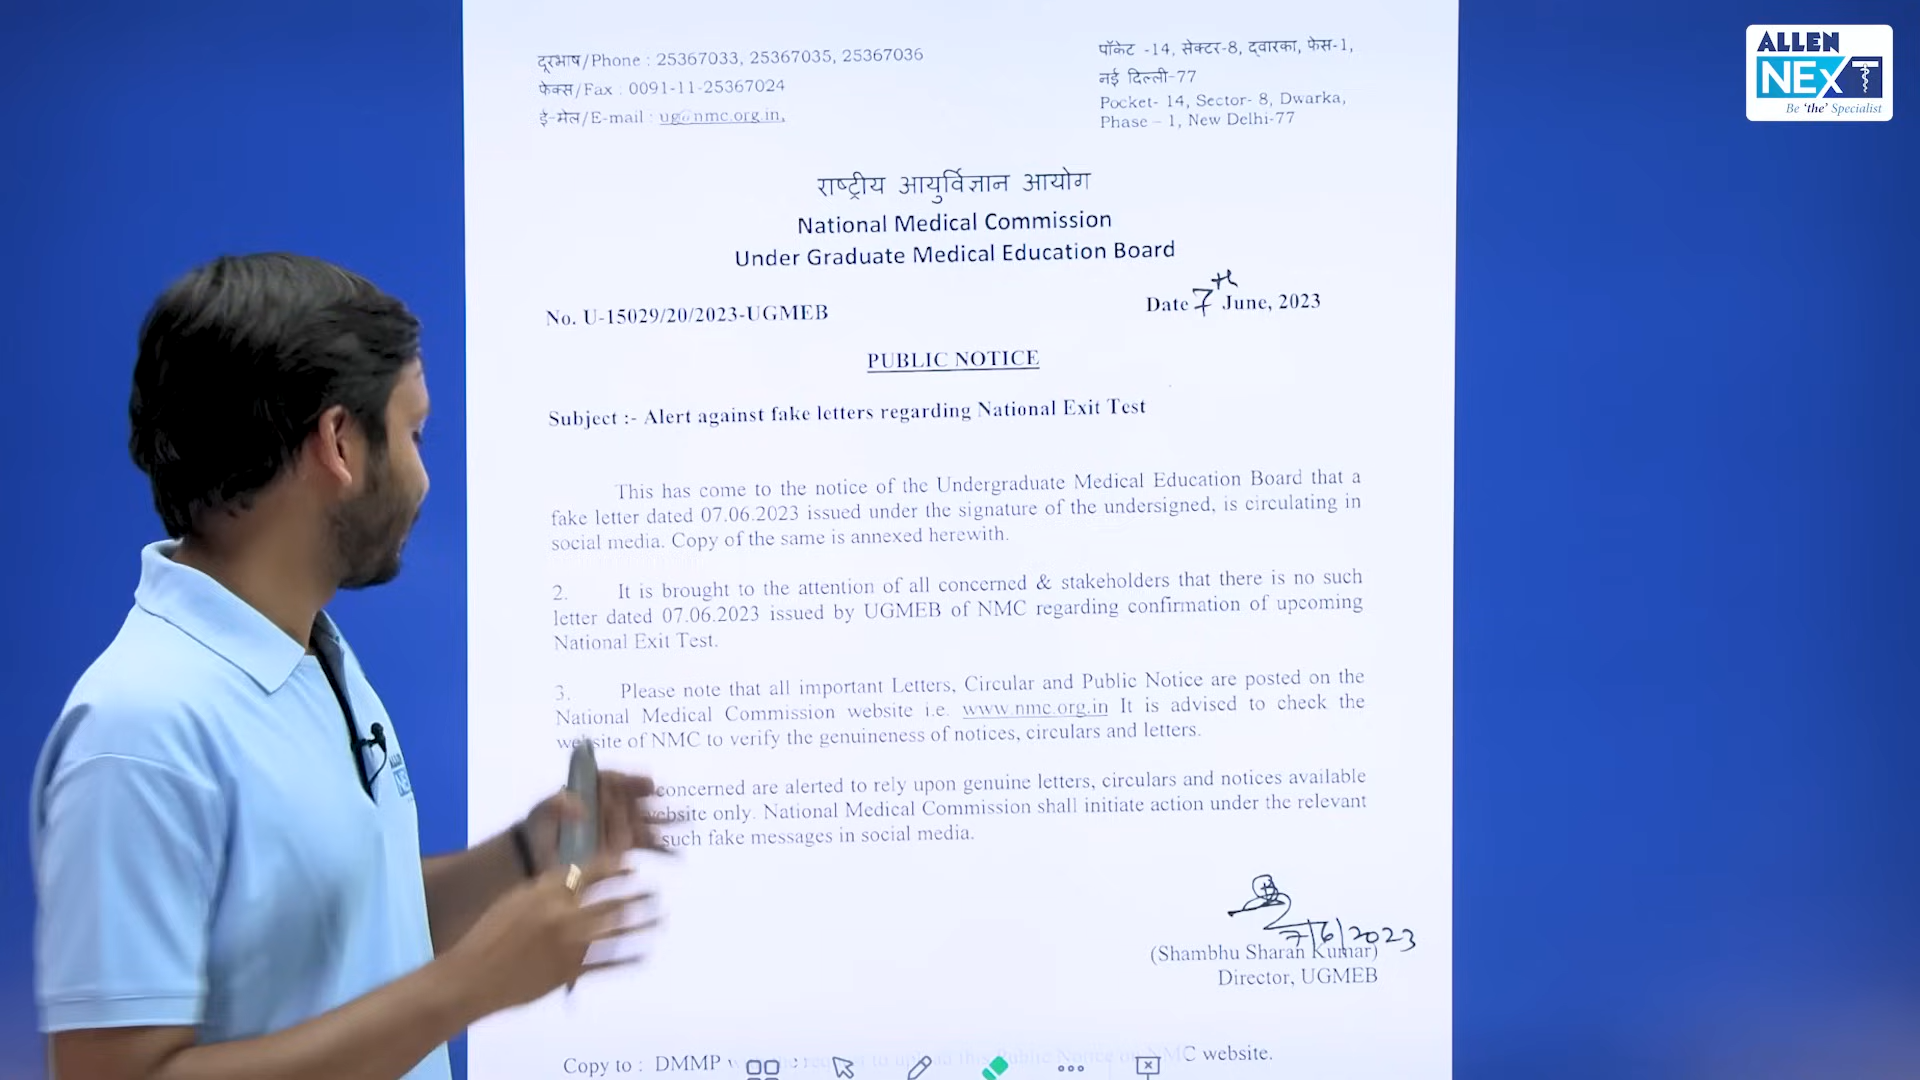 दूरभाष/Phone : 25367033, 25367035, 25367036
फेक्स/Fax : 0091-11-25367024
ई-मेल/E-mail : ug@nmc.org.in,
पॉकेट -14, सेक्टर-8, द्वारका, फेस-1,
नई दिल्ली-77
Pocket- 14, Sector- 8, Dwarka,
Phase – 1, New Delhi-77
ALLEN
NEXT
Be 'the' Specialist
राष्ट्रीय आयुर्विज्ञान आयोग
National Medical Commission
Under Graduate Medical Education Board
No. U-15029/20/2023-UGMEB
Date 7th June, 2023
PUBLIC NOTICE
Subject :- Alert against fake letters regarding National Exit Test
This has come to the notice of the Undergraduate Medical Education Board that a
fake letter dated 07.06.2023 issued under the signature of the undersigned, is circulating in
social media. Copy of the same is annexed herewith.
2. It is brought to the attention of all concerned & stakeholders that there is no such
letter dated 07.06.2023 issued by UGMEB of NMC regarding confirmation of upcoming
National Exit Test.
3. Please note that all important Letters, Circular and Public Notice are posted on the
National Medical Commission website i.e. www.nmc.org.in It is advised to check the
website of NMC to verify the genuineness of notices, circulars and letters.
concerned are alerted to rely upon genuine letters, circulars and notices available
website only. National Medical Commission shall initiate action under the relevant
such fake messages in social media.
7/6/2023
(Shambhu Sharan Kumar)
Director, UGMEB
Copy to : DMMP to upload this Public Notice on NMC website.
ALLEN